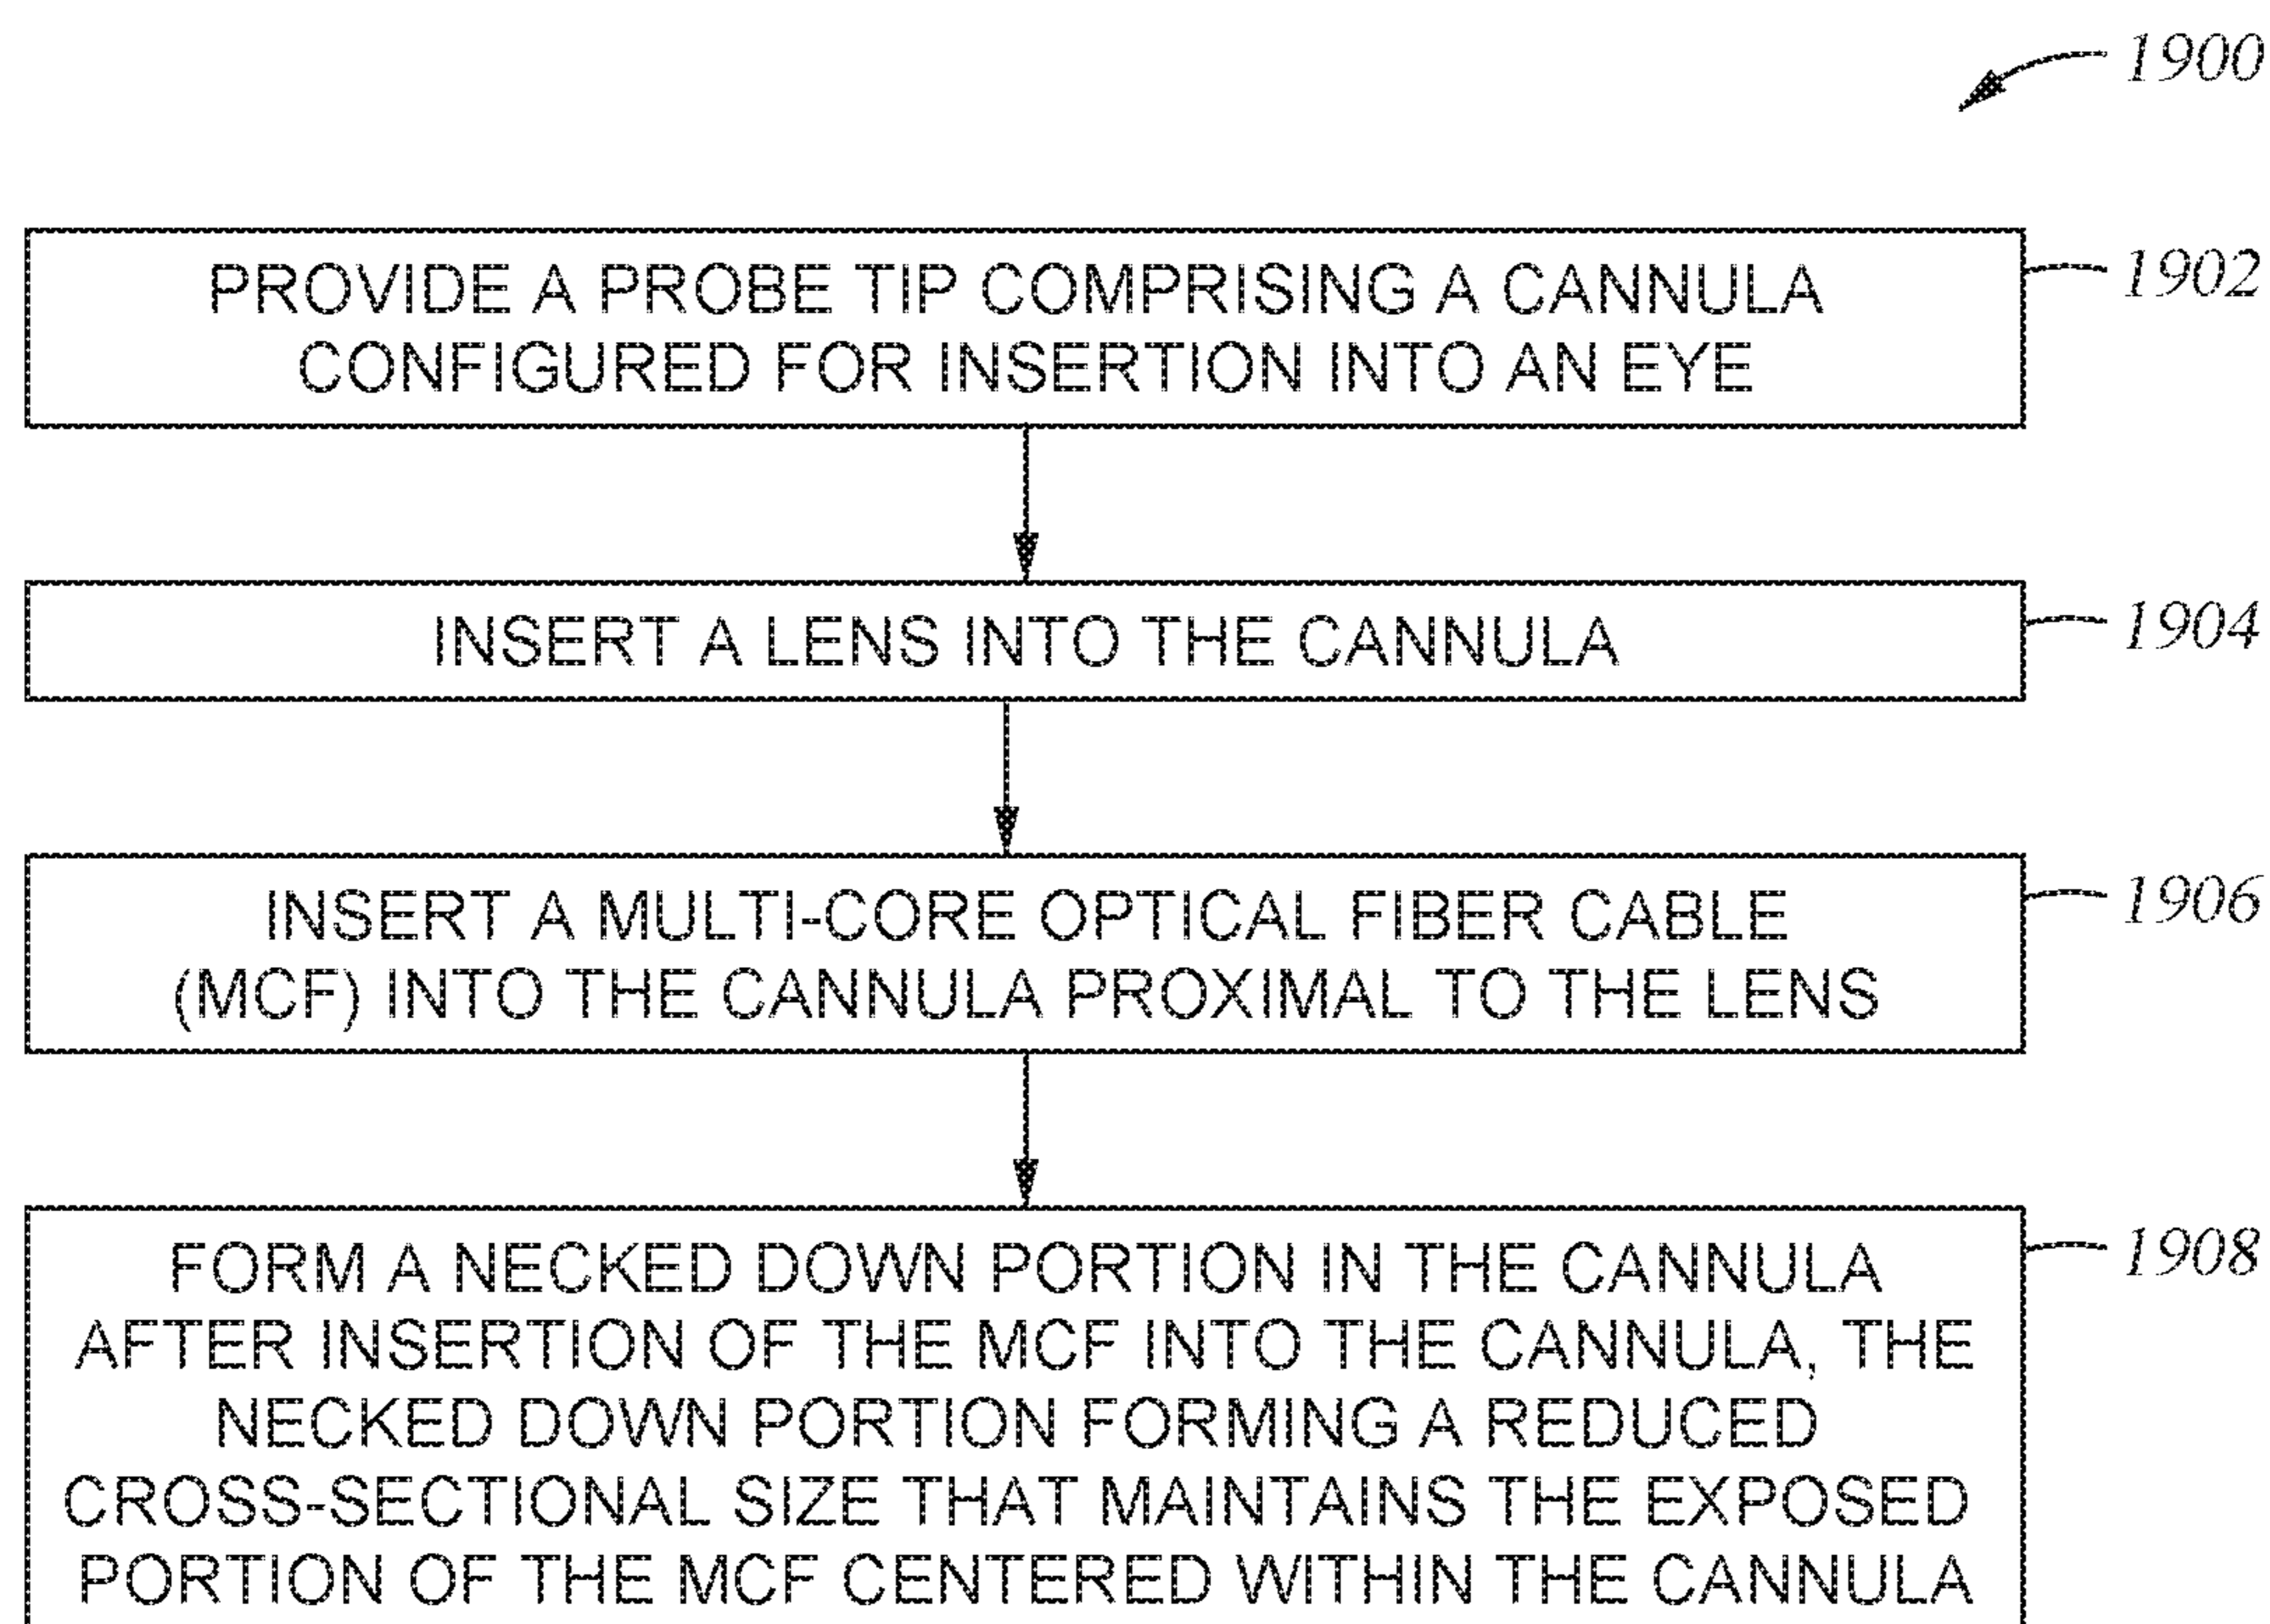 1900
PROVIDE A PROBE TIP COMPRISING A CANNULA
CONFIGURED FOR INSERTION INTO AN EYE
1902
INSERT A LENS INTO THE CANNULA
1904
INSERT A MULTI-CORE OPTICAL FIBER CABLE
(MCF) INTO THE CANNULA PROXIMAL TO THE LENS
1906
FORM A NECKED DOWN PORTION IN THE CANNULA
AFTER INSERTION OF THE MCF INTO THE CANNULA, THE
NECKED DOWN PORTION FORMING A REDUCED
CROSS-SECTIONAL SIZE THAT MAINTAINS THE EXPOSED
PORTION OF THE MCF CENTERED WITHIN THE CANNULA
1908